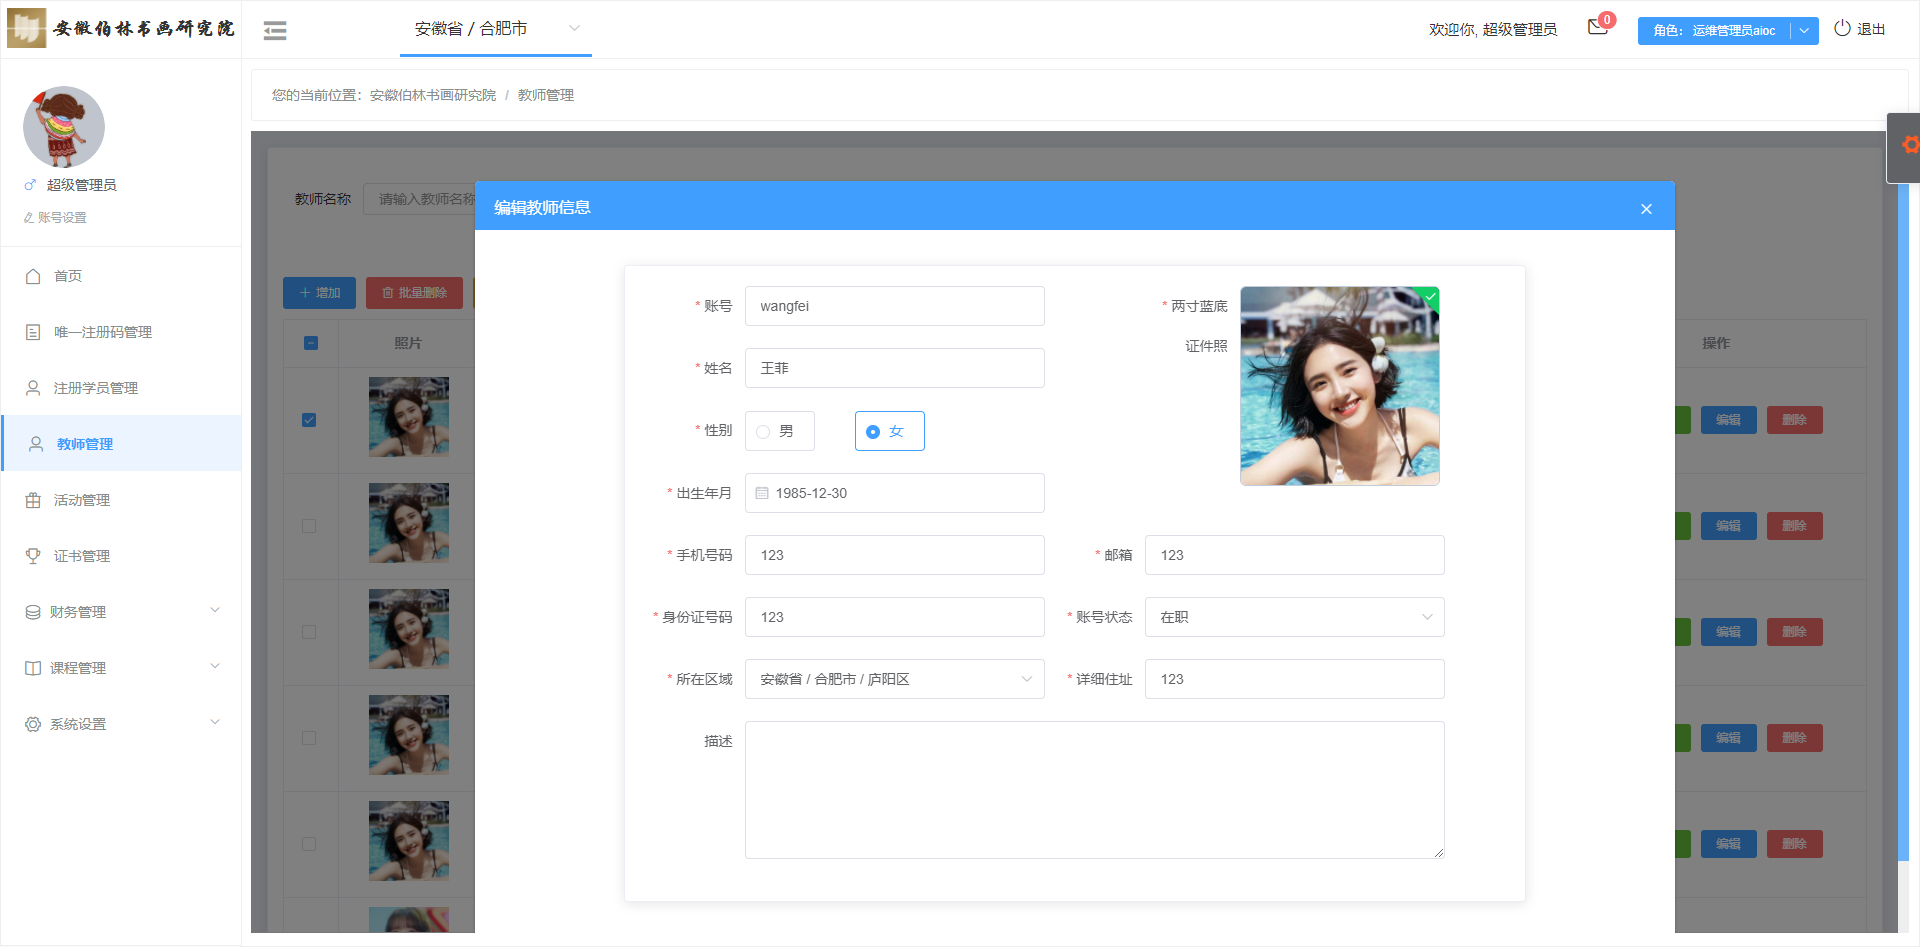 安徽伯林书画研究院
安徽省 / 合肥市
欢迎你, 超级管理员
0
角色： 运维管理员aioc
退出
超级管理员
账号设置
首页
唯一注册码管理
注册学员管理
教师管理
活动管理
证书管理
财务管理
课程管理
系统设置
您的当前位置： 安徽伯林书画研究院 / 教师管理
教师名称
请输入教师名称
增加
批量删除
照片
操作
编辑 删除
编辑 删除
编辑 删除
编辑 删除
编辑 删除
编辑教师信息
* 账号 wangfei
* 两寸蓝底
证件照
* 姓名 王菲
* 性别 男 女
* 出生年月 1985-12-30
* 手机号码 123
* 邮箱 123
* 身份证号码 123
* 账号状态 在职
* 所在区域 安徽省 / 合肥市 / 庐阳区
* 详细住址 123
描述